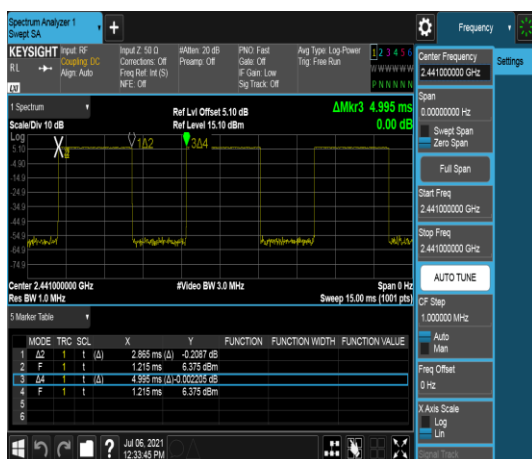 Spectrum Analyzer 1
Swept SA
+
Frequency
KEYSIGHT Input: RF Input Z: 50 Ω #Atten: 20 dB PNO: Fast Avg Type: Log-Power 1 2 3 4 5 6
RL Coupling: DC Corrections: Off Preamp: Off Gate: Off Trig: Free Run
Align: Auto Freq Ref: Int (S) IF Gain: Low W W W W W W
NFE: Off Sig Track: Off P N N N N N
1 Spectrum
Ref Lvl Offset 5.10 dB ΔMkr3 4.995 ms
Scale/Div 10 dB Ref Level 15.10 dBm 0.00 dB
Log
5.10
-4.90
-14.9
-24.9
-34.9
-44.9
-54.9
-64.9
-74.9
1Δ2
3Δ4
Center 2.441000000 GHz #Video BW 3.0 MHz Span 0 Hz
Res BW 1.0 MHz Sweep 15.00 ms (1001 pts)
5 Marker Table
MODE TRC SCL X Y FUNCTION FUNCTION WIDTH FUNCTION VALUE
1 Δ2 1 t (Δ) 2.865 ms (Δ) -0.2087 dB
2 F 1 t 1.215 ms 6.375 dBm
3 Δ4 1 t (Δ) 4.995 ms (Δ) -0.002205 dB
4 F 1 t 1.215 ms 6.375 dBm
5
6
?
Jul 06, 2021
12:33:45 PM
Settings
Center Frequency
2.441000000 GHz
Span
0.00000000 Hz
Swept Span
Zero Span
Full Span
Start Freq
2.441000000 GHz
Stop Freq
2.441000000 GHz
AUTO TUNE
CF Step
1.000000 MHz
Auto
Man
Freq Offset
0 Hz
X Axis Scale
Log
Lin
Signal Track